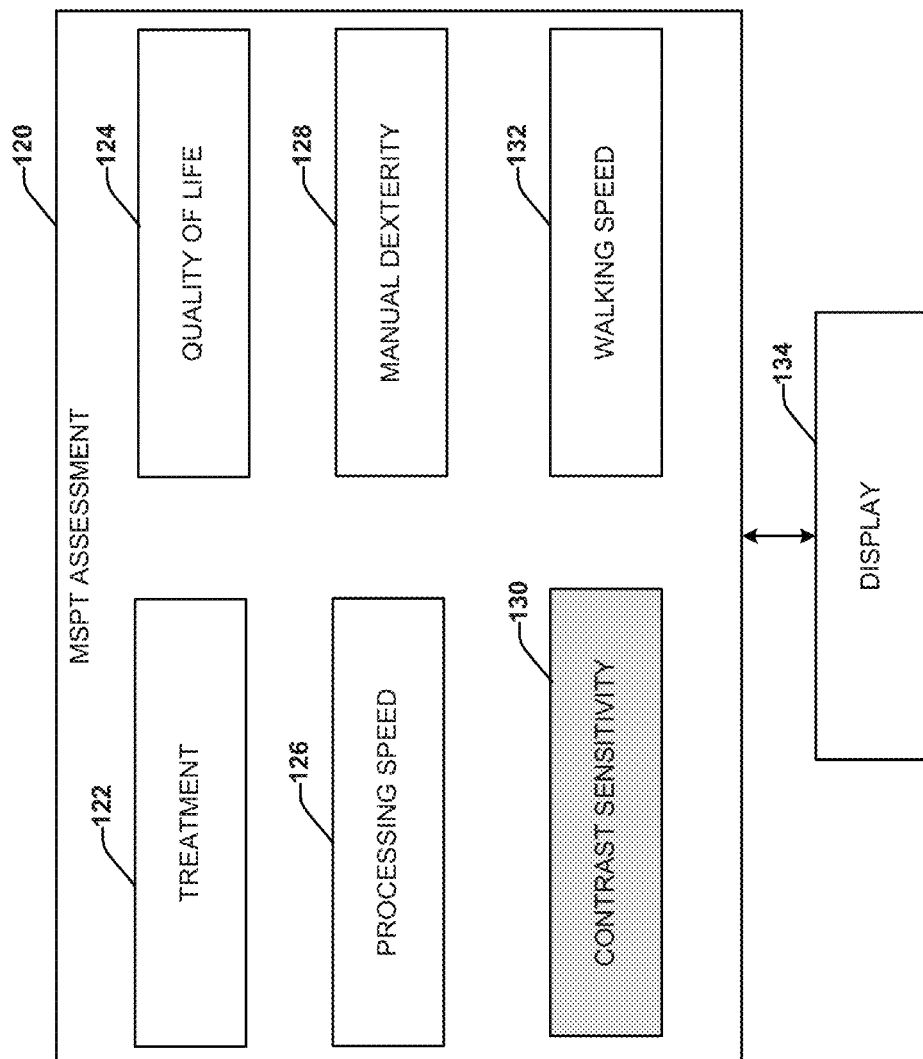 120
MSPT ASSESSMENT
122
TREATMENT
124
QUALITY OF LIFE
126
PROCESSING SPEED
128
MANUAL DEXTERITY
130
CONTRAST SENSITIVITY
132
WALKING SPEED
134
DISPLAY